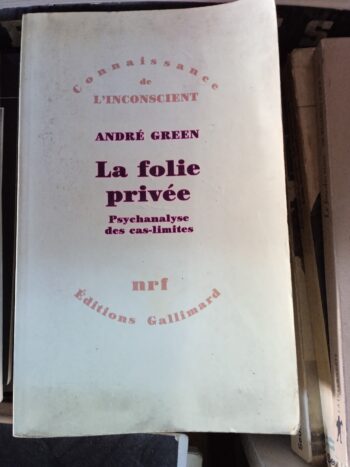 Connaissance
de
L'INCONSCIENT
ANDRÉ GREEN
La folie
privée
Psychanalyse
des cas-limites
nrf
Éditions Gallimard